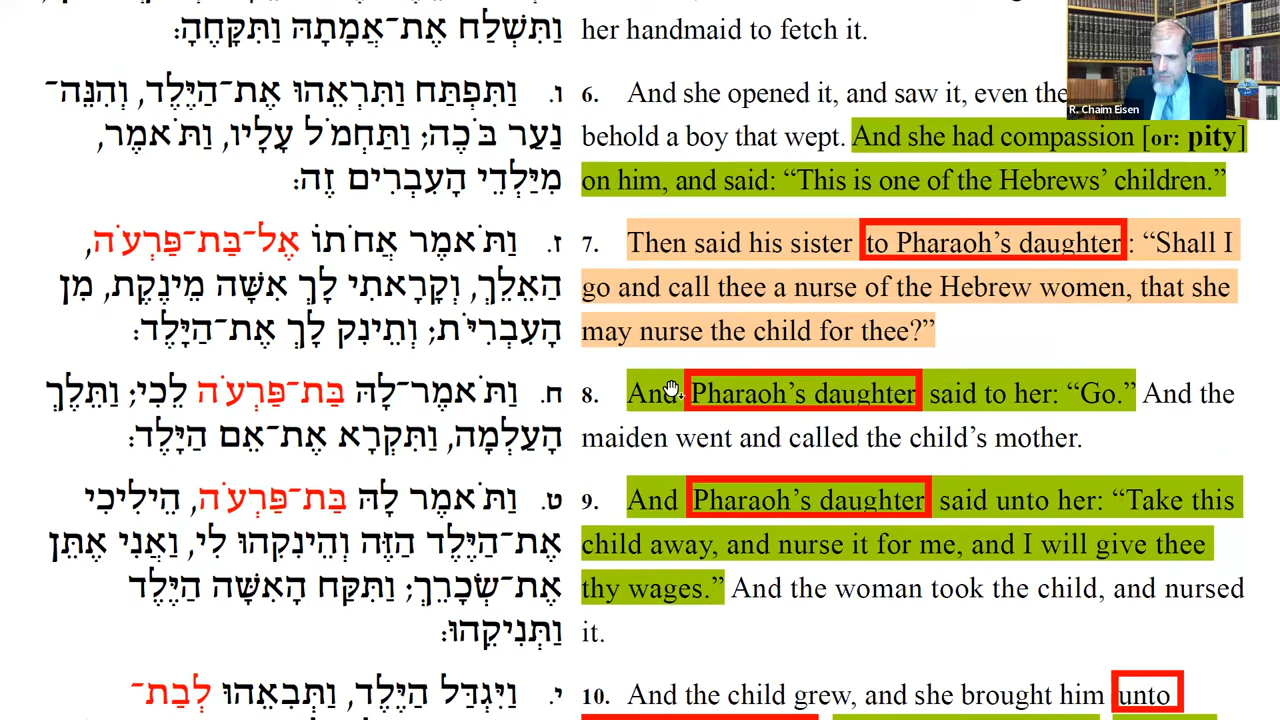 וַתִּשְׁלַח אֶת־אֲמָתָהּ וַתִּקָּחֶהָ:
ו. וַתִּפְתַּח וַתִּרְאֵהוּ אֶת־הַיֶּלֶד, וְהִנֵּה־
נַעַר בֹּכֶה; וַתַּחְמֹל עָלָיו, וַתֹּאמֶר,
מִיַּלְדֵי הָעִבְרִים זֶה:
ז. וַתֹּאמֶר אֲחֹתוֹ אֶל־בַּת־פַּרְעֹה,
הַאֵלֵךְ, וְקָרָאתִי לָךְ אִשָּׁה מֵינֶקֶת, מִן
הָעִבְרִיֹּת; וְתֵינִק לָךְ אֶת־הַיָּלֶד:
ח. וַתֹּאמֶר־לָהּ בַּת־פַּרְעֹה לֵכִי; וַתֵּלֶךְ
הָעַלְמָה, וַתִּקְרָא אֶת־אֵם הַיָּלֶד:
ט. וַתֹּאמֶר לָהּ בַּת־פַּרְעֹה, הֵילִיכִי
אֶת־הַיֶּלֶד הַזֶּה וְהֵינִקִהוּ לִי, וַאֲנִי אֶתֵּן
אֶת־שְׂכָרֵךְ; וַתִּקַּח הָאִשָּׁה הַיֶּלֶד
וַתְּנִיקֵהוּ:
י. וַיִּגְדַּל הַיֶּלֶד, וַתְּבִאֵהוּ לְבַת־
her handmaid to fetch it.
6. And she opened it, and saw it, even the
behold a boy that wept. And she had compassion [or: pity]
on him, and said: “This is one of the Hebrews’ children.”
7. Then said his sister to Pharaoh’s daughter: “Shall I
go and call thee a nurse of the Hebrew women, that she
may nurse the child for thee?”
8. And Pharaoh’s daughter said to her: “Go.” And the
maiden went and called the child’s mother.
9. And Pharaoh’s daughter said unto her: “Take this
child away, and nurse it for me, and I will give thee
thy wages.” And the woman took the child, and nursed
it.
10. And the child grew, and she brought him unto
R. Chaim Eisen